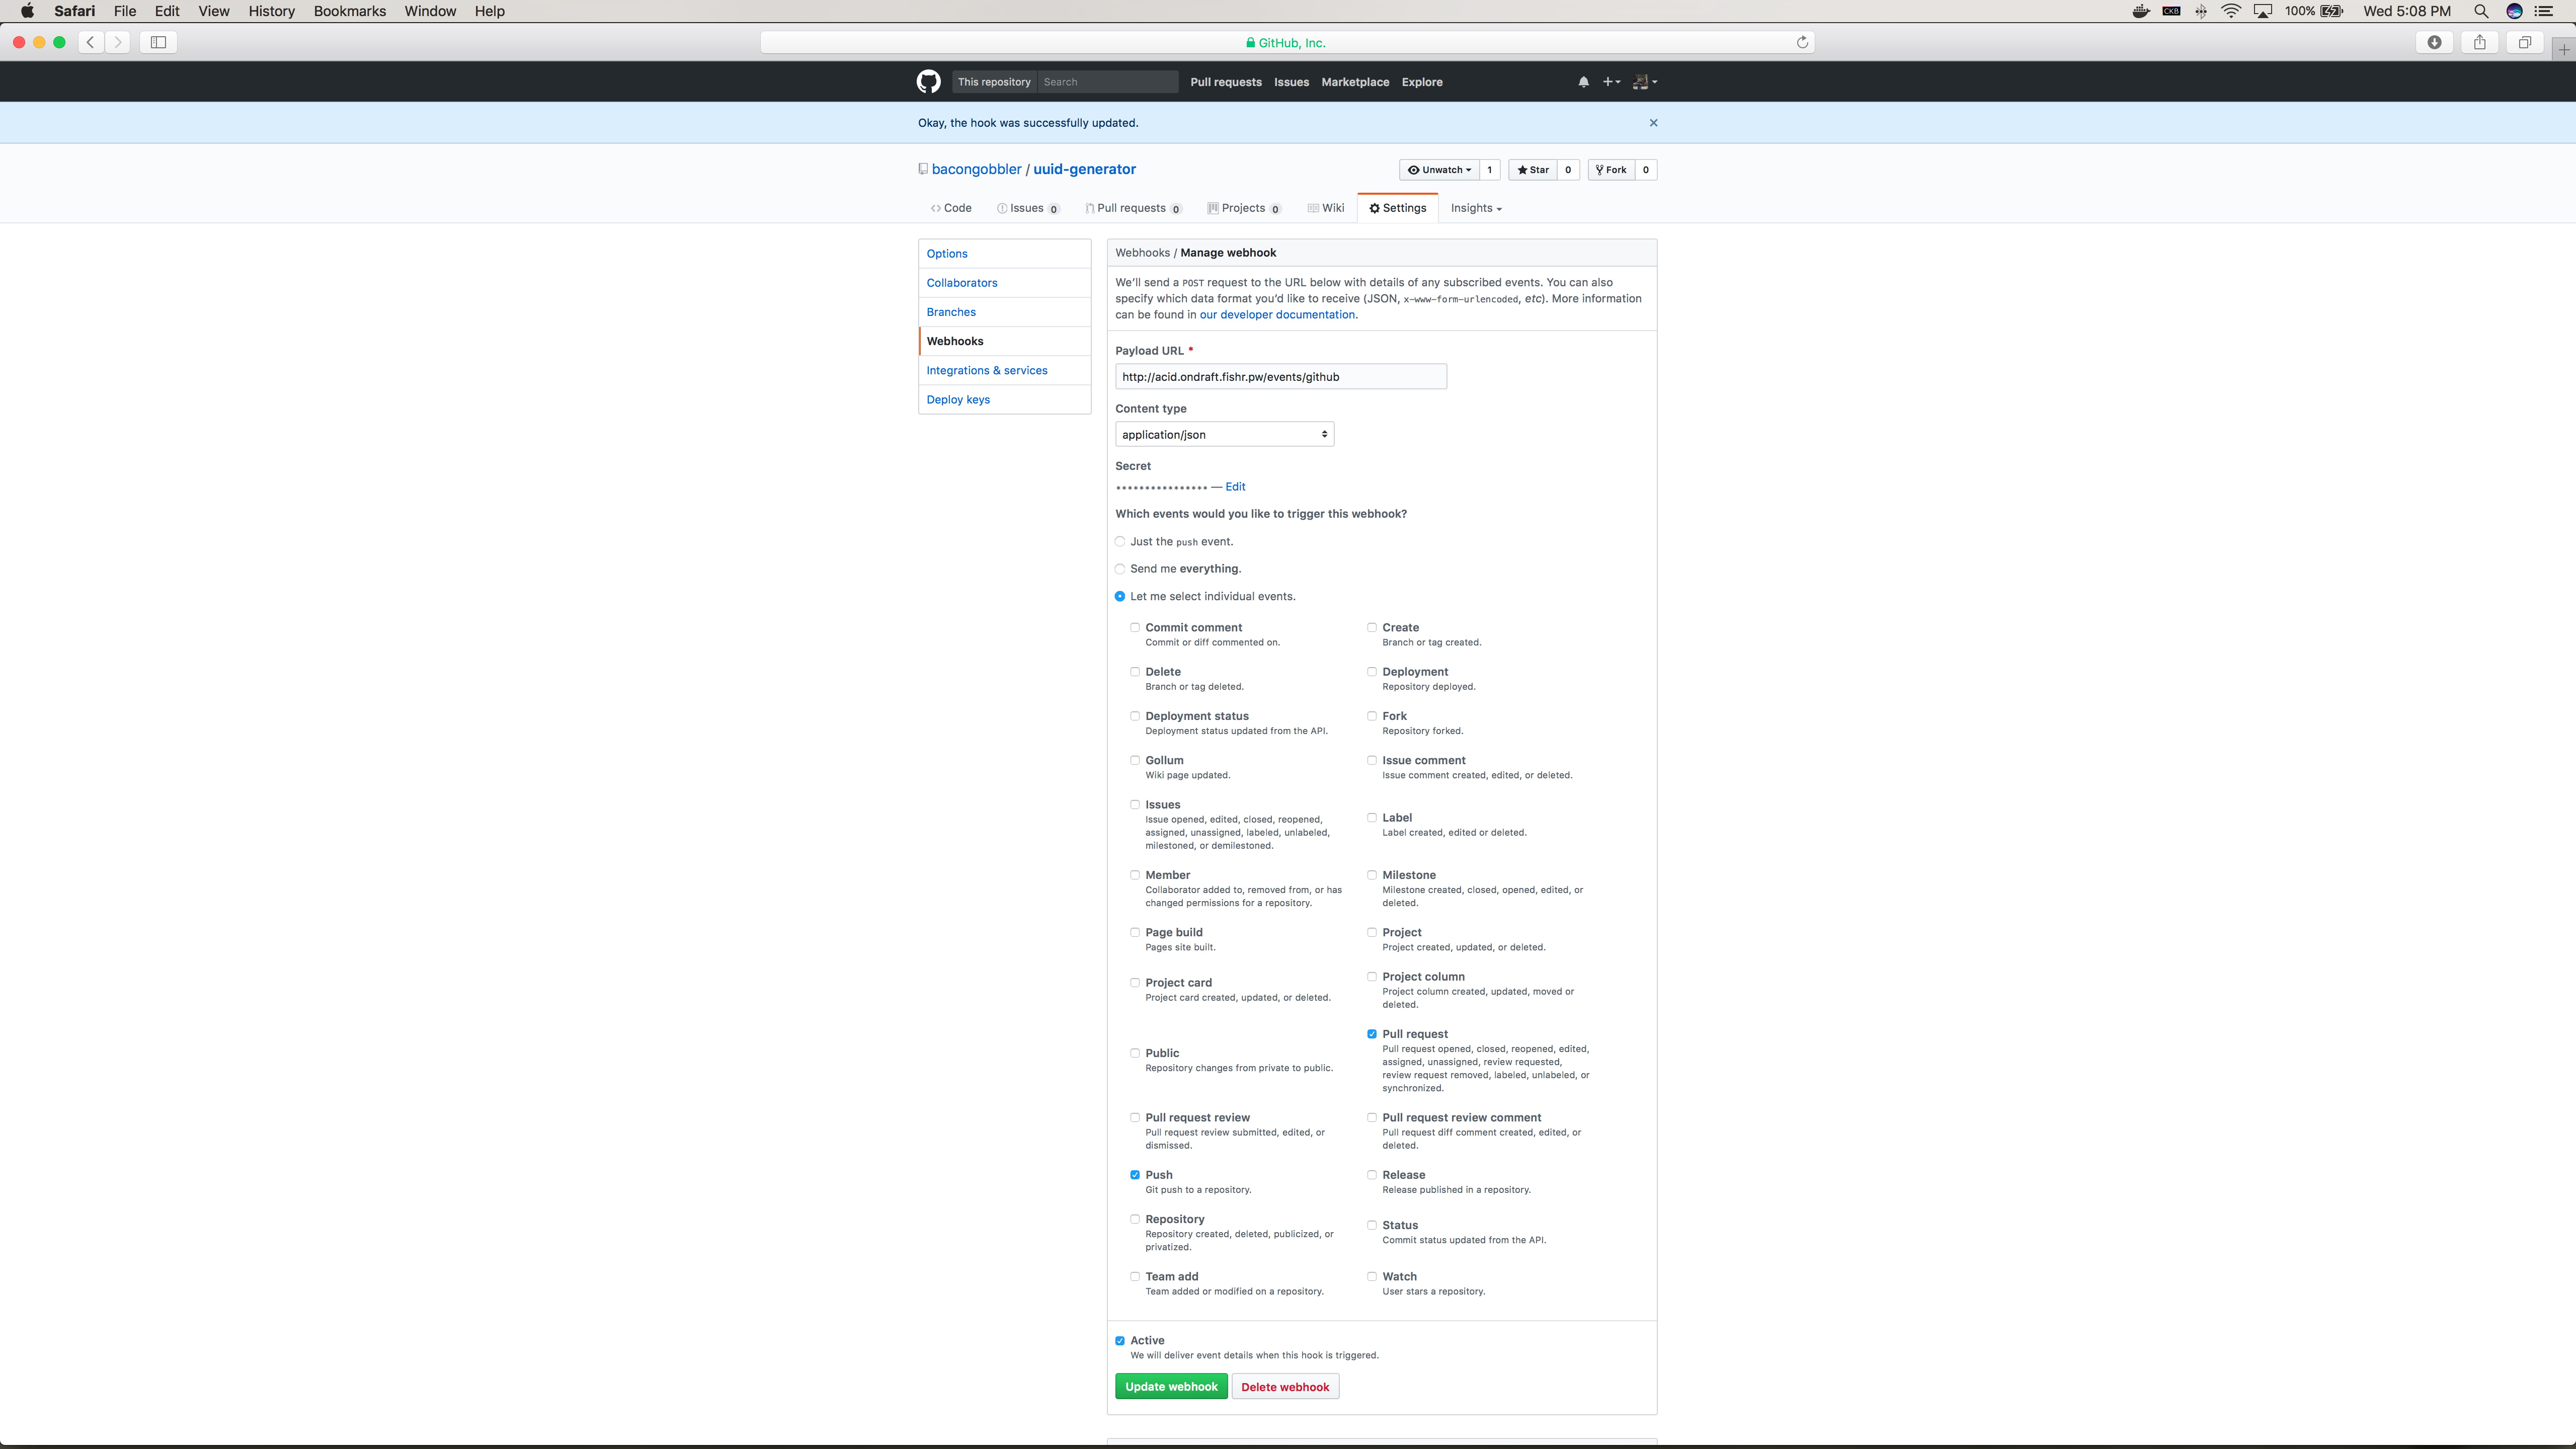 Safari File Edit View History Bookmarks Window Help CKB 100% Wed 5:08 PM
GitHub, Inc.
This repository Search Pull requests Issues Marketplace Explore
Okay, the hook was successfully updated.
bacongobbler / uuid-generator Unwatch 1 Star 0 Fork 0
Code Issues 0 Pull requests 0 Projects 0 Wiki Settings Insights
Options
Collaborators
Branches
Webhooks
Integrations & services
Deploy keys
Webhooks / Manage webhook
We’ll send a POST request to the URL below with details of any subscribed events. You can also
specify which data format you’d like to receive (JSON, x-www-form-urlencoded, etc). More information
can be found in our developer documentation.
Payload URL *
http://acid.ondraft.fishr.pw/events/github
Content type
application/json
Secret
•••••••••••••••• — Edit
Which events would you like to trigger this webhook?
Just the push event.
Send me everything.
Let me select individual events.
Commit comment
Commit or diff commented on.
Create
Branch or tag created.
Delete
Branch or tag deleted.
Deployment
Repository deployed.
Deployment status
Deployment status updated from the API.
Fork
Repository forked.
Gollum
Wiki page updated.
Issue comment
Issue comment created, edited, or deleted.
Issues
Issue opened, edited, closed, reopened,
assigned, unassigned, labeled, unlabeled,
milestoned, or demilestoned.
Label
Label created, edited or deleted.
Member
Collaborator added to, removed from, or has
changed permissions for a repository.
Milestone
Milestone created, closed, opened, edited, or
deleted.
Page build
Pages site built.
Project
Project created, updated, or deleted.
Project card
Project card created, updated, or deleted.
Project column
Project column created, updated, moved or
deleted.
Public
Repository changes from private to public.
Pull request
Pull request opened, closed, reopened, edited,
assigned, unassigned, review requested,
review request removed, labeled, unlabeled, or
synchronized.
Pull request review
Pull request review submitted, edited, or
dismissed.
Pull request review comment
Pull request diff comment created, edited, or
deleted.
Push
Git push to a repository.
Release
Release published in a repository.
Repository
Repository created, deleted, publicized, or
privatized.
Status
Commit status updated from the API.
Team add
Team added or modified on a repository.
Watch
User stars a repository.
Active
We will deliver event details when this hook is triggered.
Update webhook Delete webhook